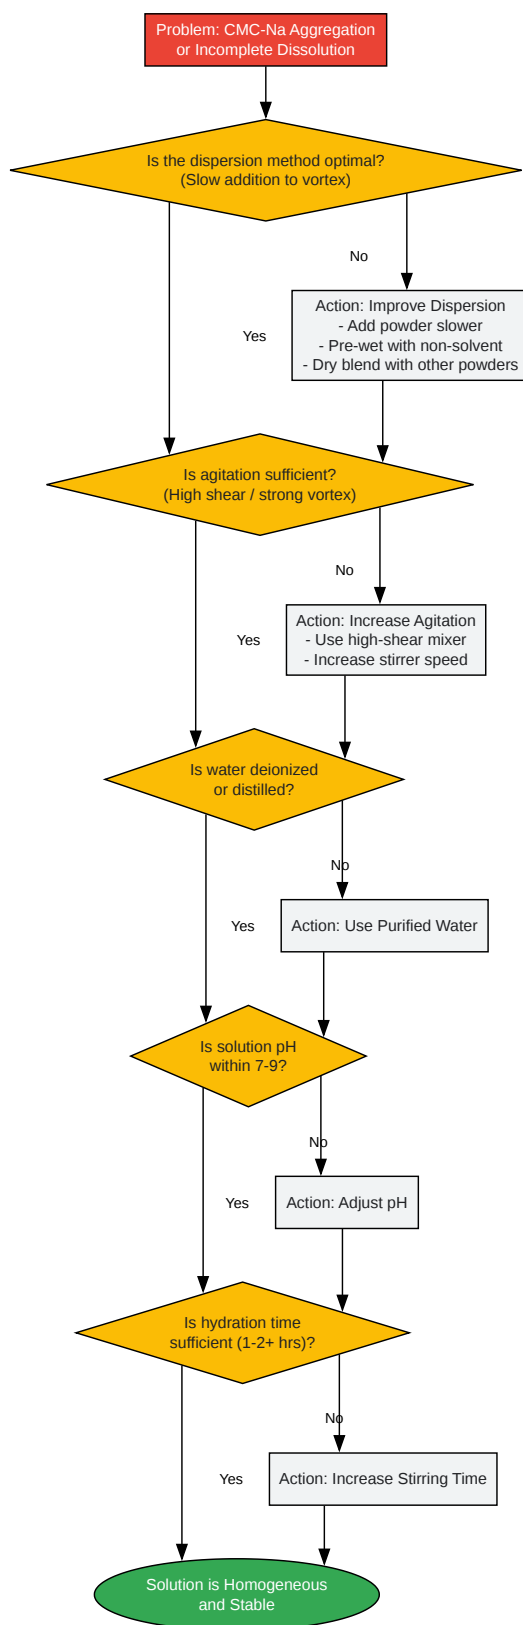 Problem: CMC-Na Aggregation
or Incomplete Dissolution
Is the dispersion method optimal?
(Slow addition to vortex)
No
Action: Improve Dispersion
- Add powder slower
- Pre-wet with non-solvent
- Dry blend with other powders
Yes
Is agitation sufficient?
(High shear / strong vortex)
No
Action: Increase Agitation
- Use high-shear mixer
- Increase stirrer speed
Yes
Is water deionized
or distilled?
No
Action: Use Purified Water
Yes
Is solution pH
within 7-9?
No
Action: Adjust pH
Yes
Is hydration time
sufficient (1-2+ hrs)?
No
Action: Increase Stirring Time
Yes
Solution is Homogeneous
and Stable